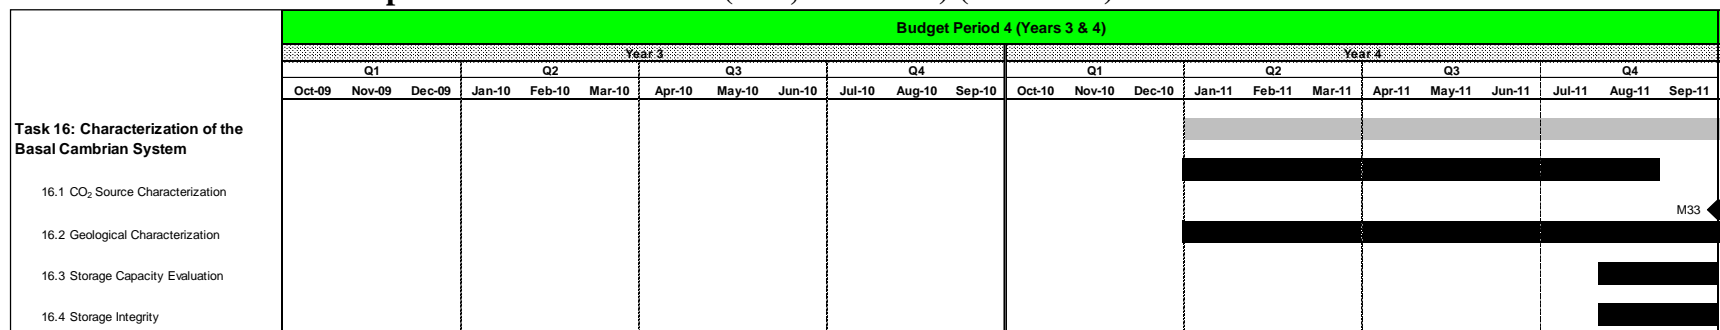 Budget Period 4 (Years 3 & 4)
Year 3 Year 4
Q1 Q2 Q3 Q4 Q1 Q2 Q3 Q4
Oct-09 Nov-09 Dec-09 Jan-10 Feb-10 Mar-10 Apr-10 May-10 Jun-10 Jul-10 Aug-10 Sep-10 Oct-10 Nov-10 Dec-10 Jan-11 Feb-11 Mar-11 Apr-11 May-11 Jun-11 Jul-11 Aug-11 Sep-11
Task 16: Characterization of the
Basal Cambrian System
16.1 CO₂ Source Characterization
M33
16.2 Geological Characterization
16.3 Storage Capacity Evaluation
16.4 Storage Integrity